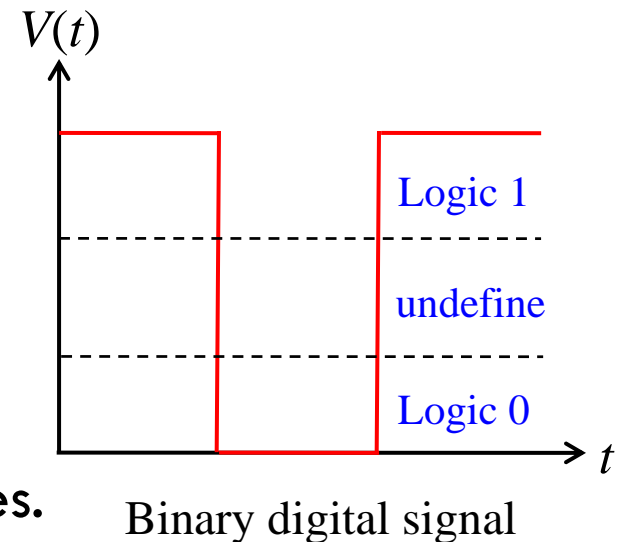 V(t)
Logic 1
undefine
Logic 0
t
es.
Binary digital signal